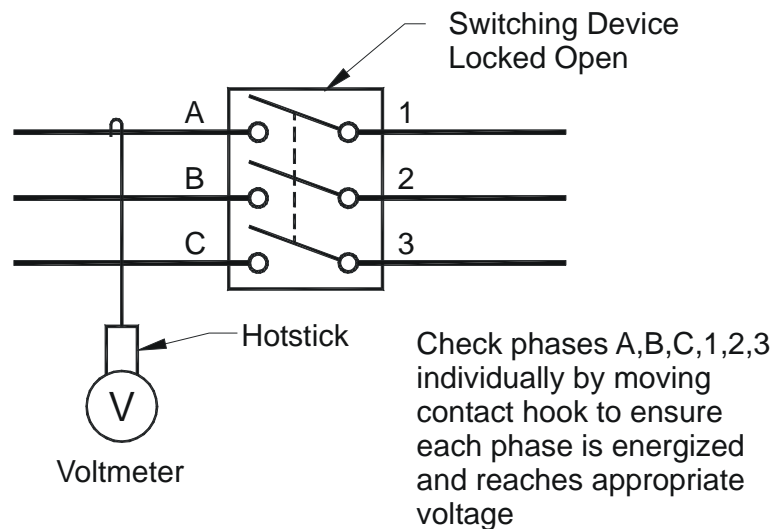 Switching Device
Locked Open
A
1
B
2
C
3
Hotstick
V
Voltmeter
Check phases A,B,C,1,2,3
individually by moving
contact hook to ensure
each phase is energized
and reaches appropriate
voltage